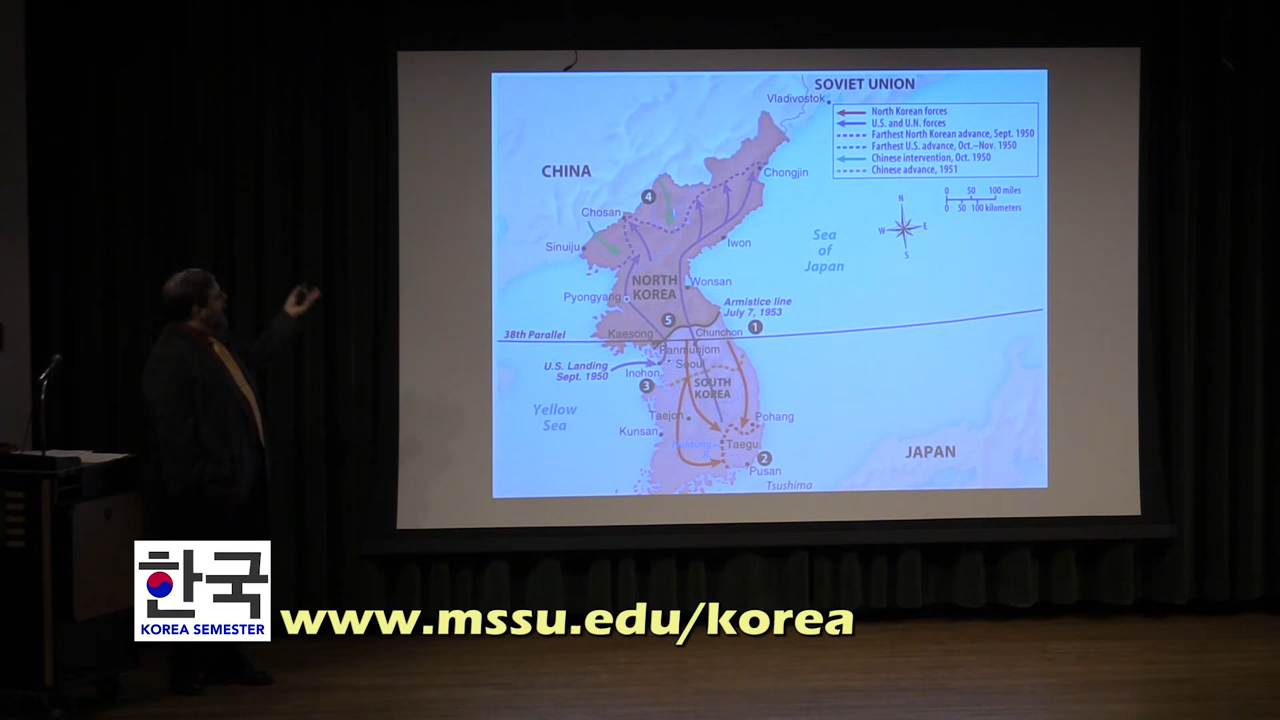 SOVIET UNION
Vladivostok
North Korean forces
U.S. and U.N. forces
Farthest North Korean advance, Sept. 1950
Farthest U.S. advance, Oct.–Nov. 1950
Chinese intervention, Oct. 1950
Chinese advance, 1951
CHINA
Chongjin
4
0 50 100 miles
0 50 100 kilometers
N
W E
S
Chosan
Sinuiju
Iwon
Sea
of
Japan
NORTH
KOREA
Wonsan
Pyongyang
Armistice line
July 7, 1953
5
1
38th Parallel
Kaesong
Chunchon
Panmunjom
Seoul
U.S. Landing
Sept. 1950
Inohon
3
SOUTH
KOREA
Yellow
Sea
Taejon
Pohang
Kunsan
Taegu
2
Pusan
JAPAN
Tsushima
한국
KOREA SEMESTER
www.mssu.edu/korea